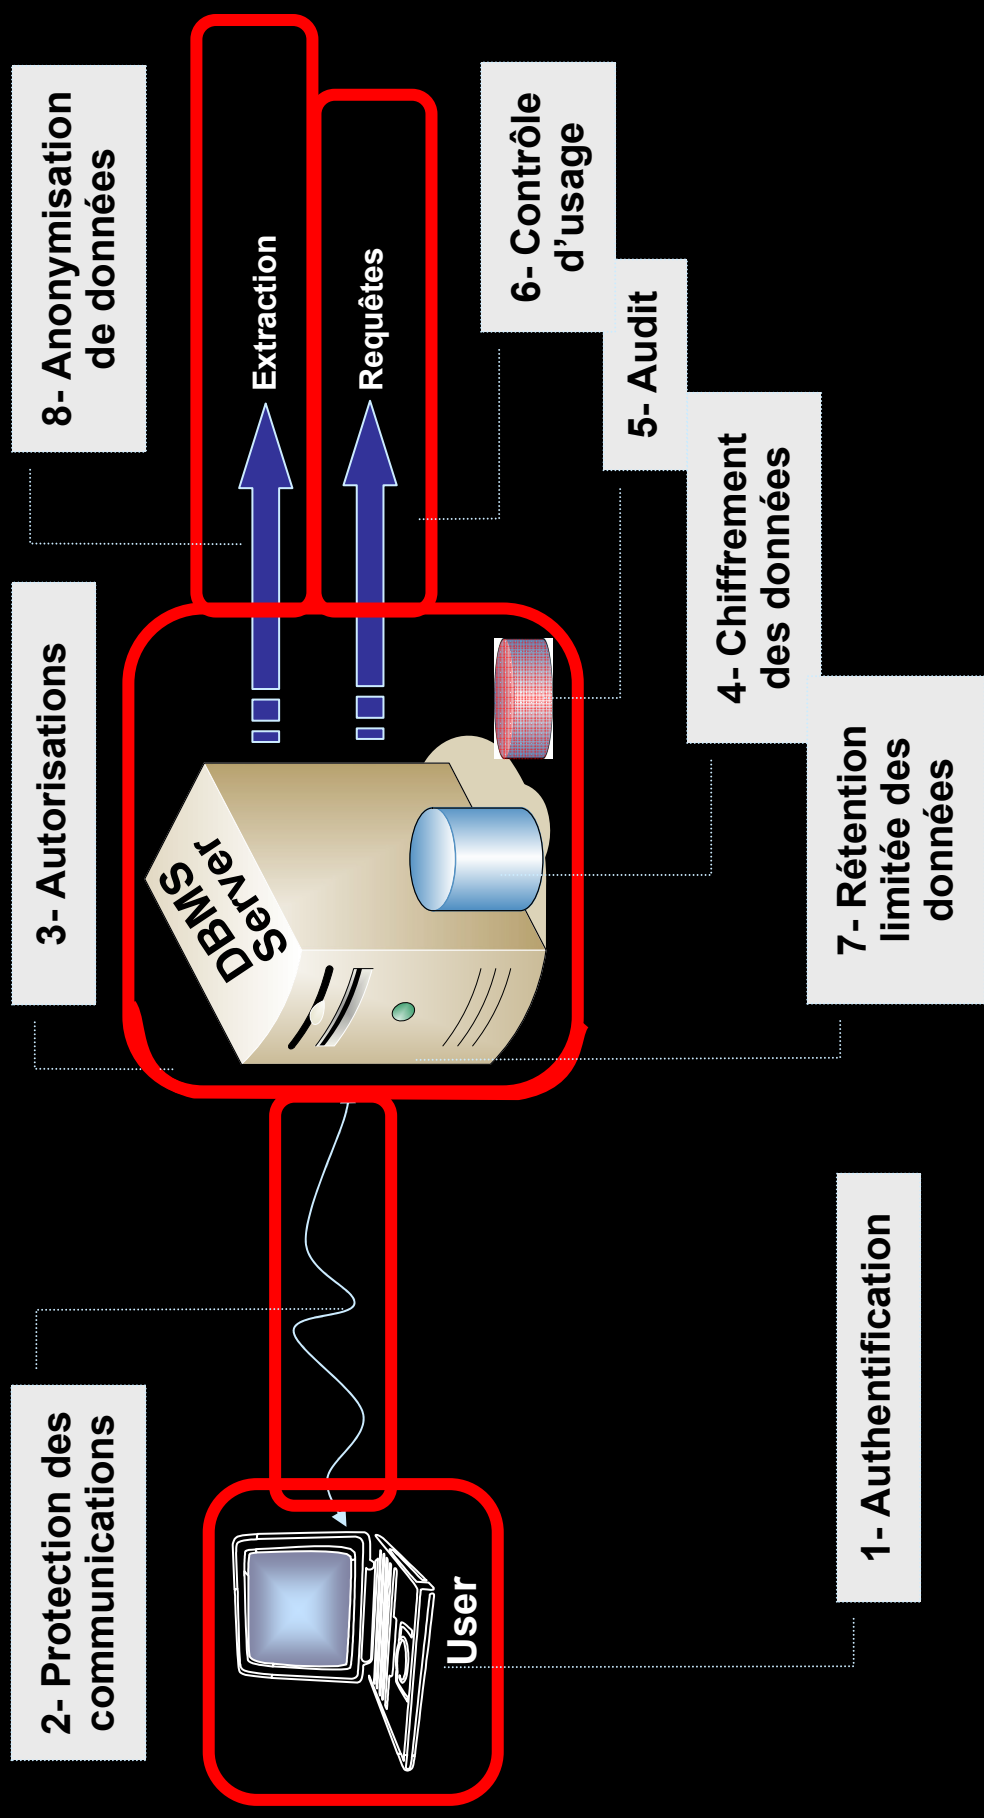 2- Protection des
communications
3- Autorisations
8- Anonymisation
de données
DBMS
Server
Extraction
Requêtes
User
6- Contrôle
d’usage
5- Audit
4- Chiffrement
des données
7- Rétention
limitée des
données
1- Authentification